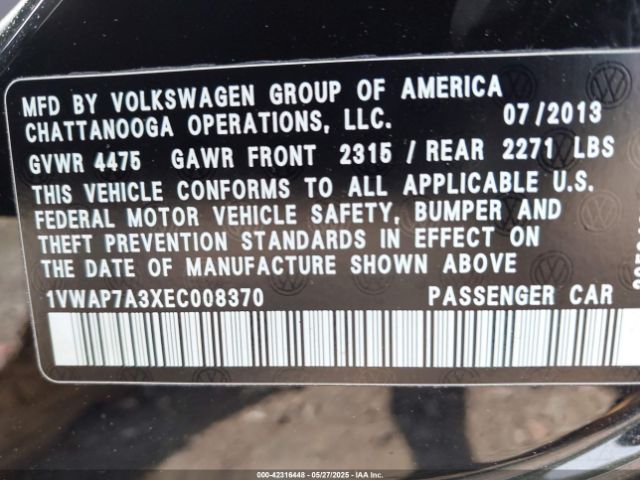 MFD BY VOLKSWAGEN GROUP OF AMERICA
CHATTANOOGA OPERATIONS, LLC. 07/2013
GVWR 4475 GAWR FRONT 2315 / REAR 2271 LBS
THIS VEHICLE CONFORMS TO ALL APPLICABLE U.S.
FEDERAL MOTOR VEHICLE SAFETY, BUMPER AND
THEFT PREVENTION STANDARDS IN EFFECT ON
THE DATE OF MANUFACTURE SHOWN ABOVE
1VWAP7A3XEC008370 PASSENGER CAR
000-42316448 - 05/27/2025 - IAA Inc.